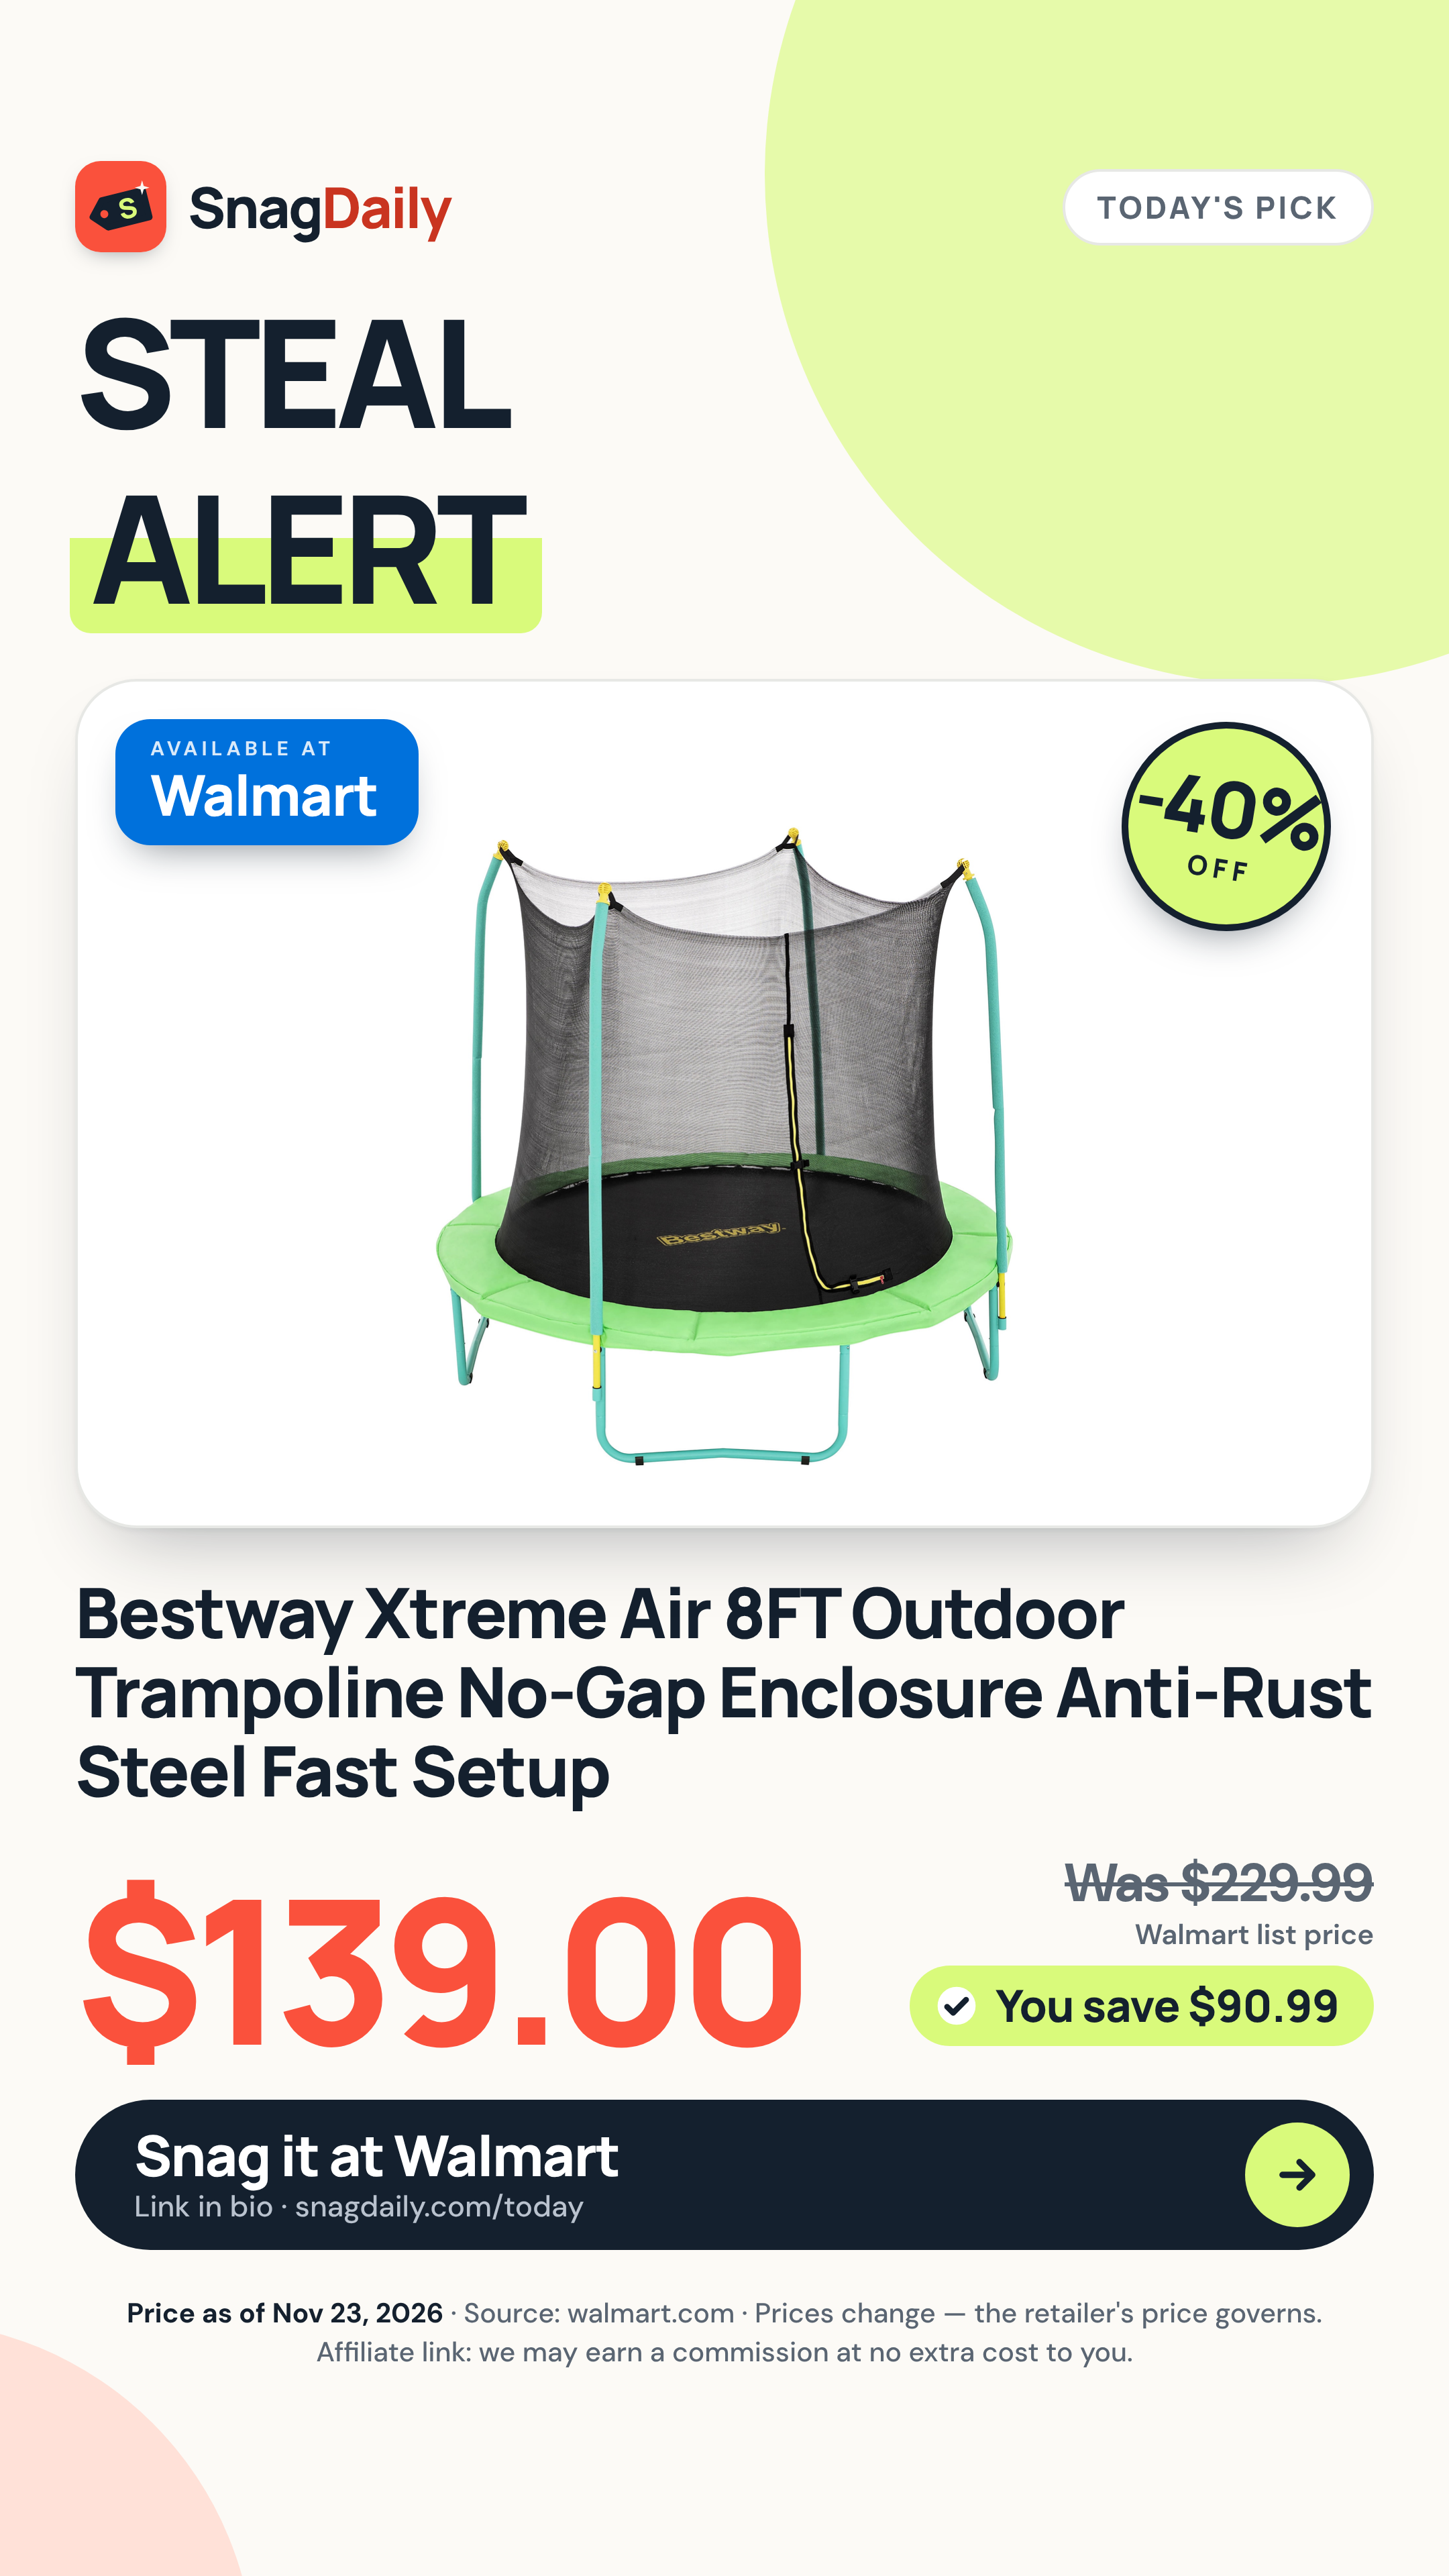 S
SnagDaily
TODAY'S PICK
STEAL
ALERT
AVAILABLE AT
Walmart
-40%
OFF
Bestway
Bestway Xtreme Air 8FT Outdoor
Trampoline No-Gap Enclosure Anti-Rust
Steel Fast Setup
$139.00
Was $229.99
Walmart list price
You save $90.99
Snag it at Walmart
Link in bio · snagdaily.com/today
Price as of Nov 23, 2026 · Source: walmart.com · Prices change — the retailer's price governs.
Affiliate link: we may earn a commission at no extra cost to you.